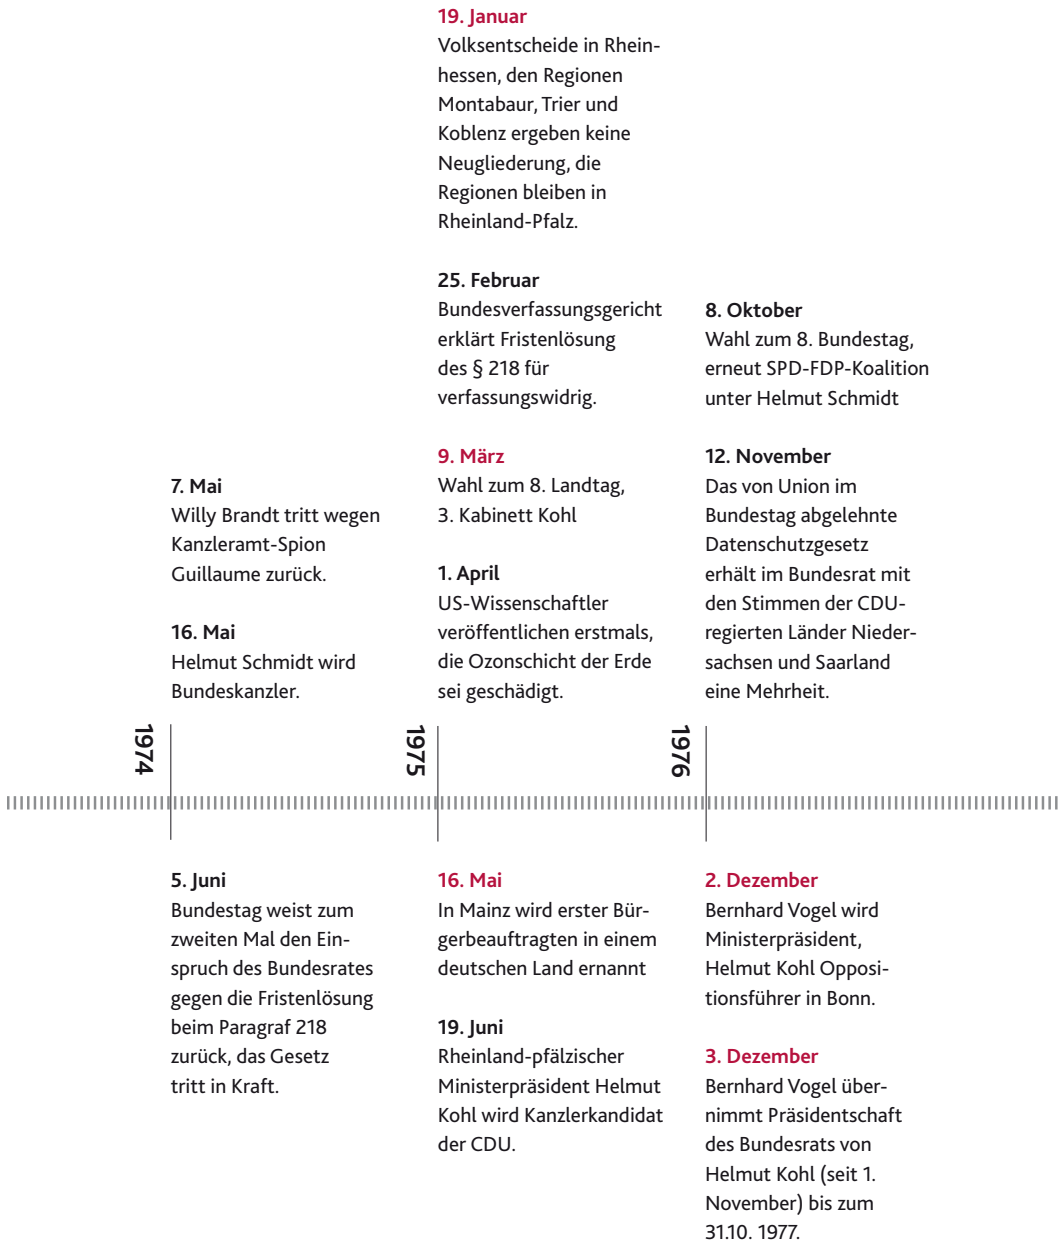 19. Januar
Volksentscheide in Rhein-
hessen, den Regionen
Montabaur, Trier und
Koblenz ergeben keine
Neugliederung, die
Regionen bleiben in
Rheinland-Pfalz.
25. Februar
Bundesverfassungsgericht
erklärt Fristenlösung
des § 218 für
verfassungswidrig.
8. Oktober
Wahl zum 8. Bundestag,
erneut SPD-FDP-Koalition
unter Helmut Schmidt
7. Mai
Willy Brandt tritt wegen
Kanzleramt-Spion
Guillaume zurück.
16. Mai
Helmut Schmidt wird
Bundeskanzler.
9. März
Wahl zum 8. Landtag,
3. Kabinett Kohl
1. April
US-Wissenschaftler
veröffentlichen erstmals,
die Ozonschicht der Erde
sei geschädigt.
12. November
Das von Union im
Bundestag abgelehnte
Datenschutzgesetz
erhält im Bundesrat mit
den Stimmen der CDU-
regierten Länder Nieder-
sachsen und Saarland
eine Mehrheit.
1974
1975
1976
5. Juni
Bundestag weist zum
zweiten Mal den Ein-
spruch des Bundesrates
gegen die Fristenlösung
beim Paragraf 218
zurück, das Gesetz
tritt in Kraft.
16. Mai
In Mainz wird erster Bür-
gerbeauftragten in einem
deutschen Land ernannt
19. Juni
Rheinland-pfälzischer
Ministerpräsident Helmut
Kohl wird Kanzlerkandidat
der CDU.
2. Dezember
Bernhard Vogel wird
Ministerpräsident,
Helmut Kohl Opposi-
tionsführer in Bonn.
3. Dezember
Bernhard Vogel über-
nimmt Präsidentschaft
des Bundesrats von
Helmut Kohl (seit 1.
November) bis zum
31.10. 1977.